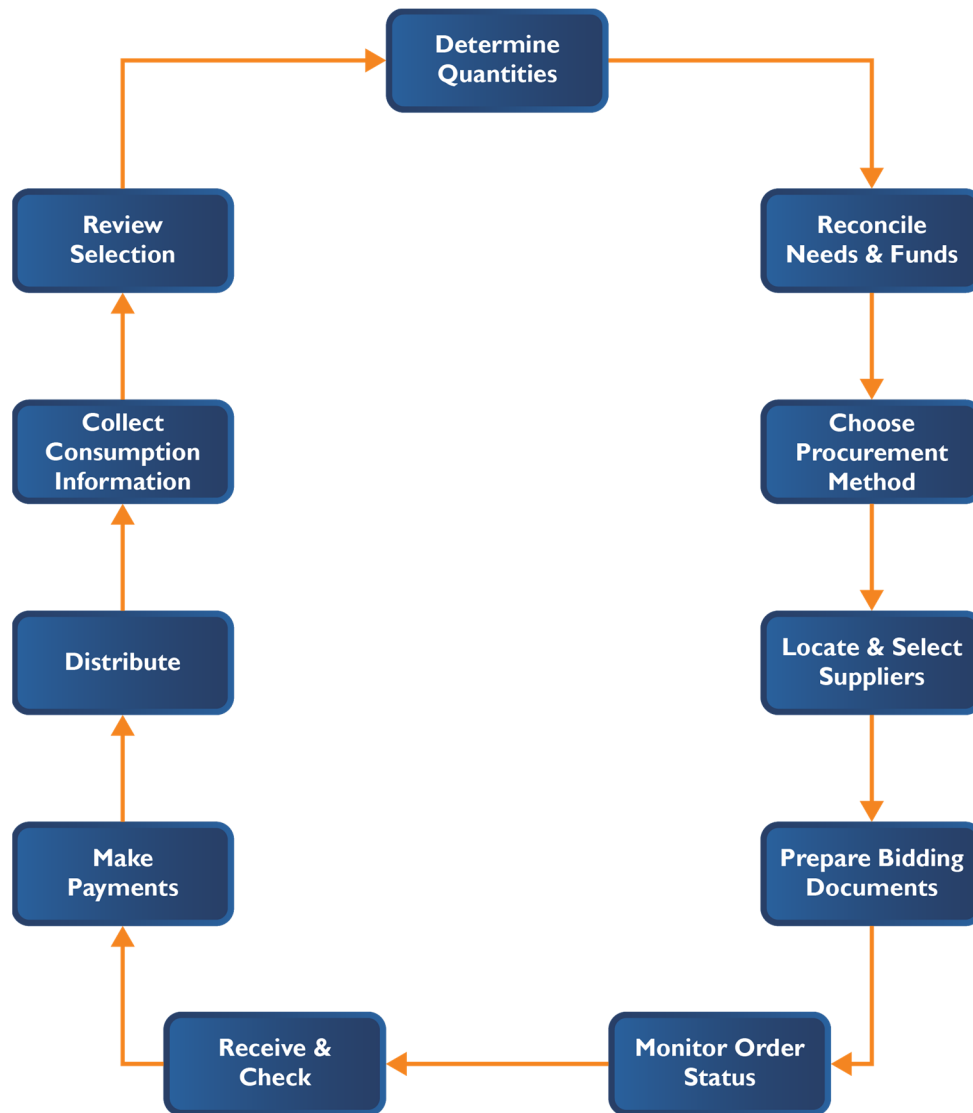 Determine
Quantities
Reconcile
Needs & Funds
Choose
Procurement
Method
Locate & Select
Suppliers
Prepare Bidding
Documents
Monitor Order
Status
Receive &
Check
Make
Payments
Distribute
Collect
Consumption
Information
Review
Selection